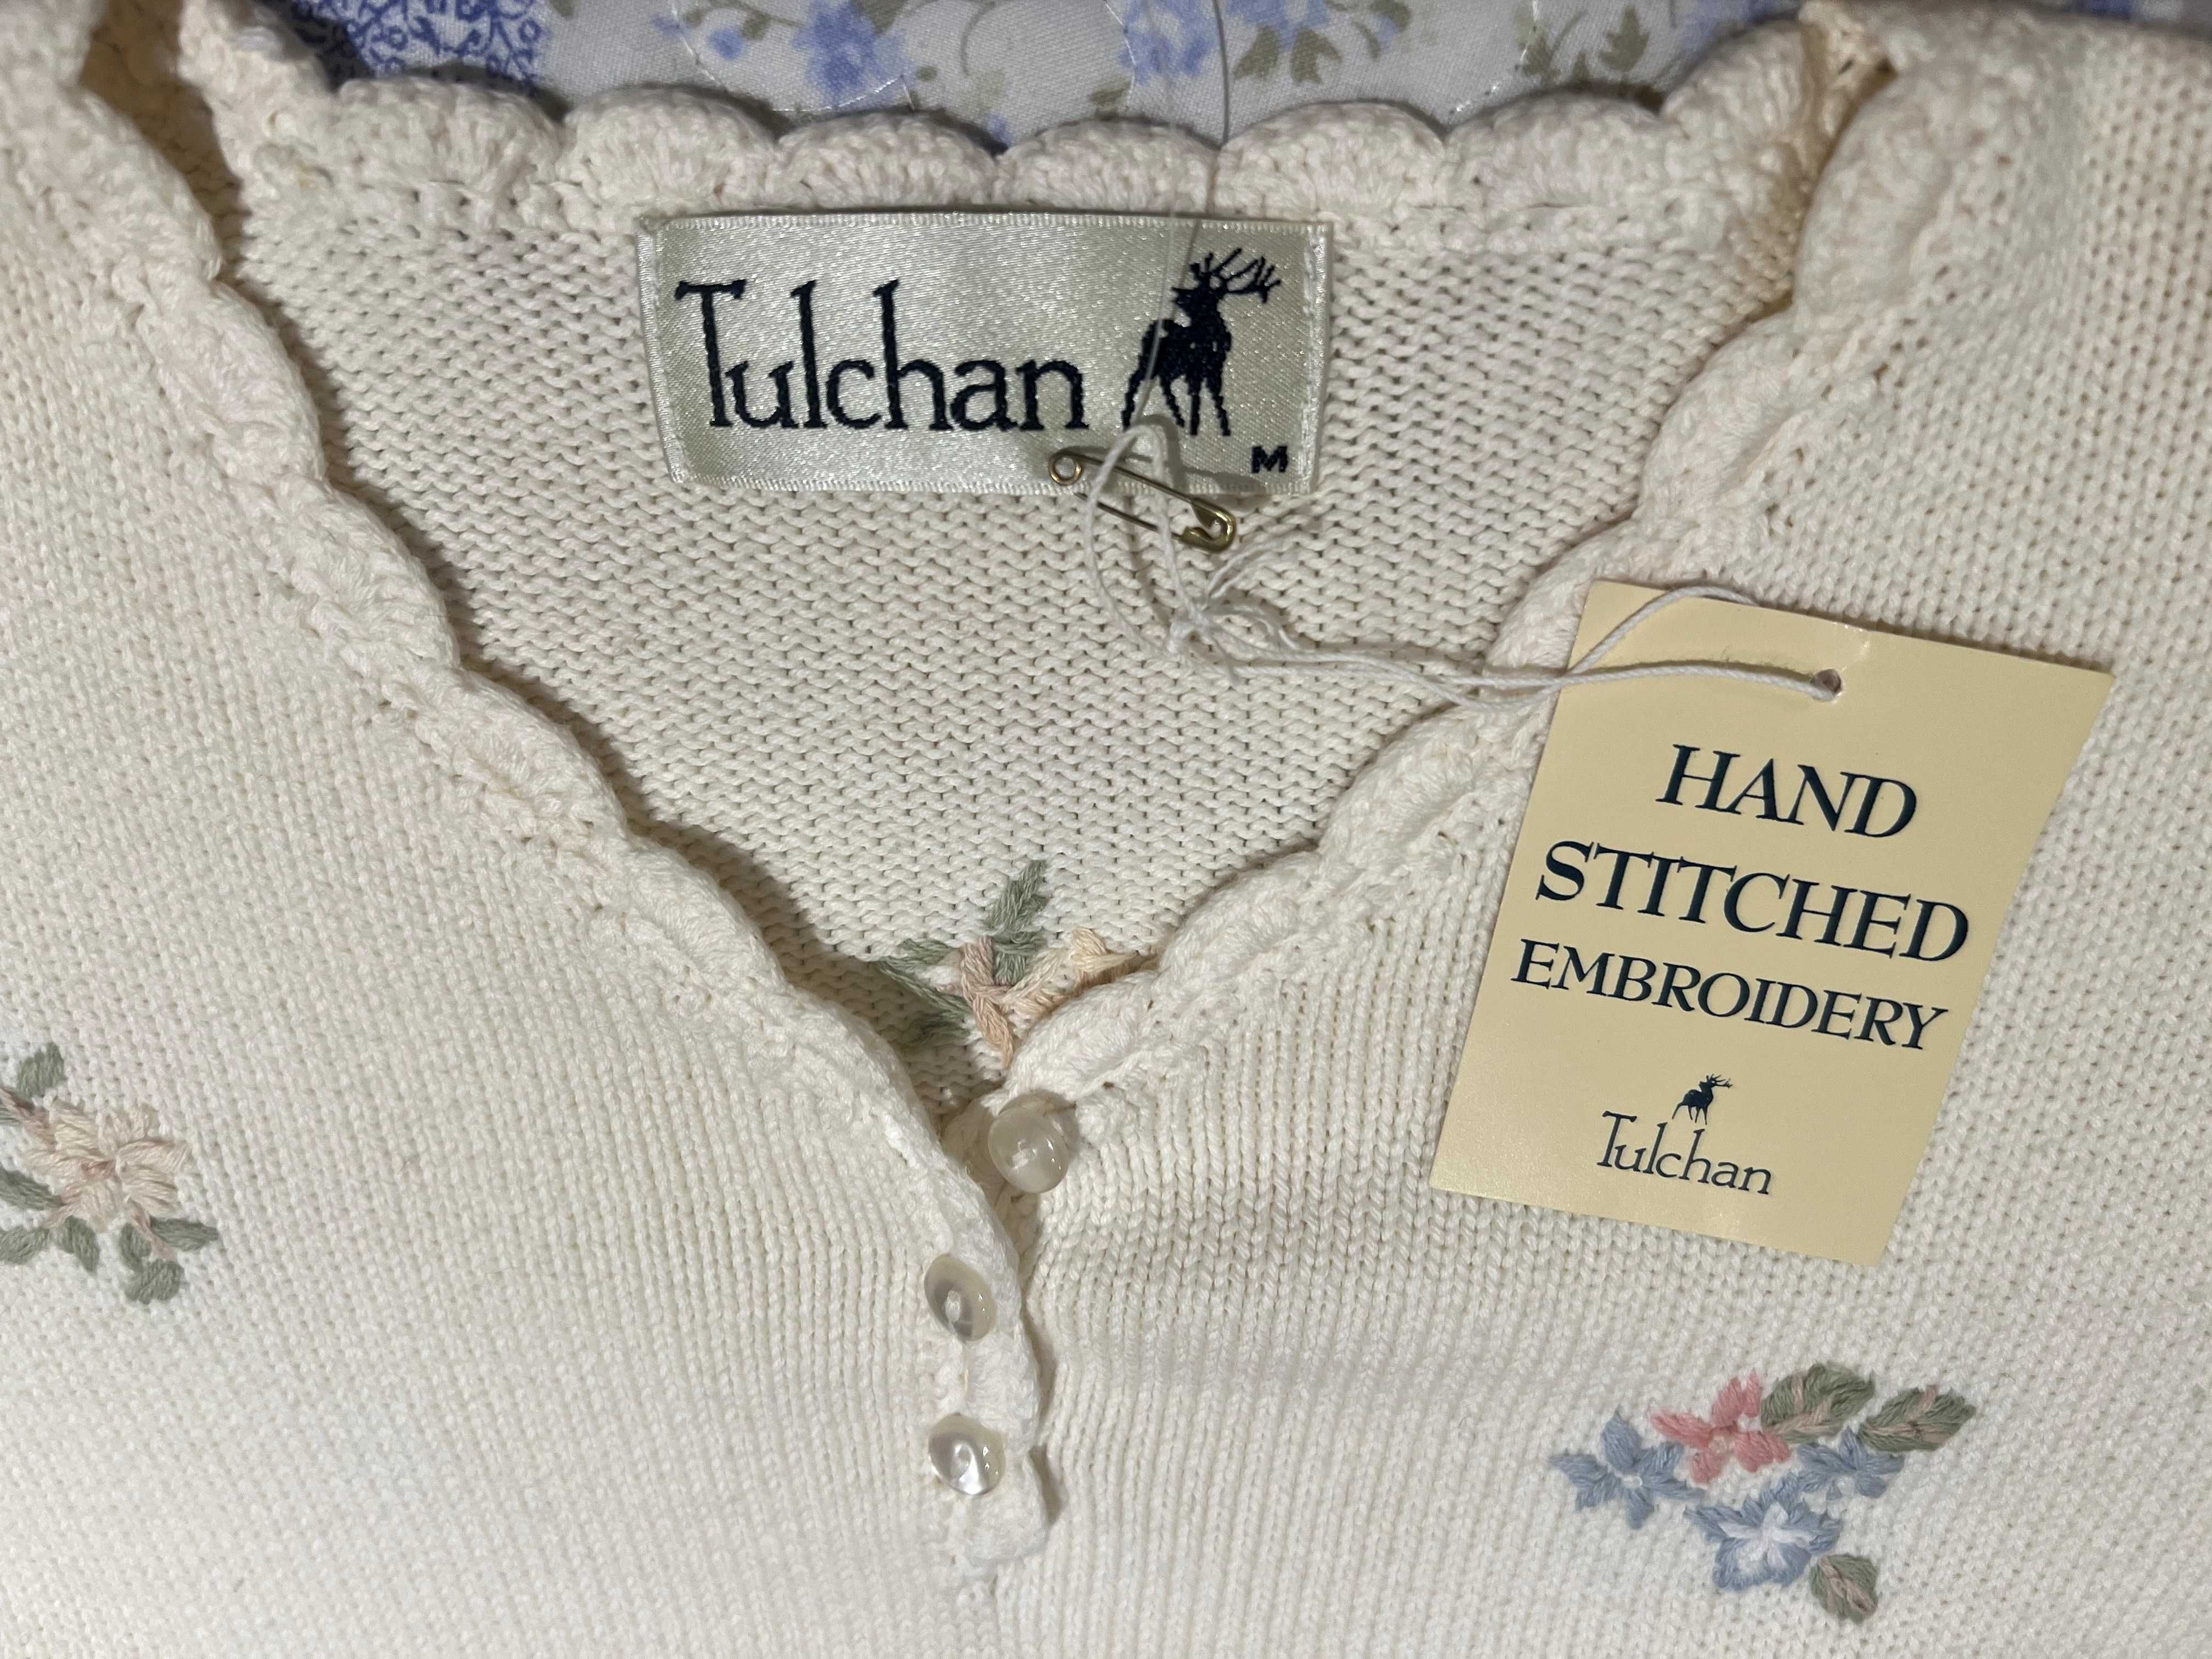 Tulchan
M
HAND
STITCHED
EMBROIDERY
Tulchan